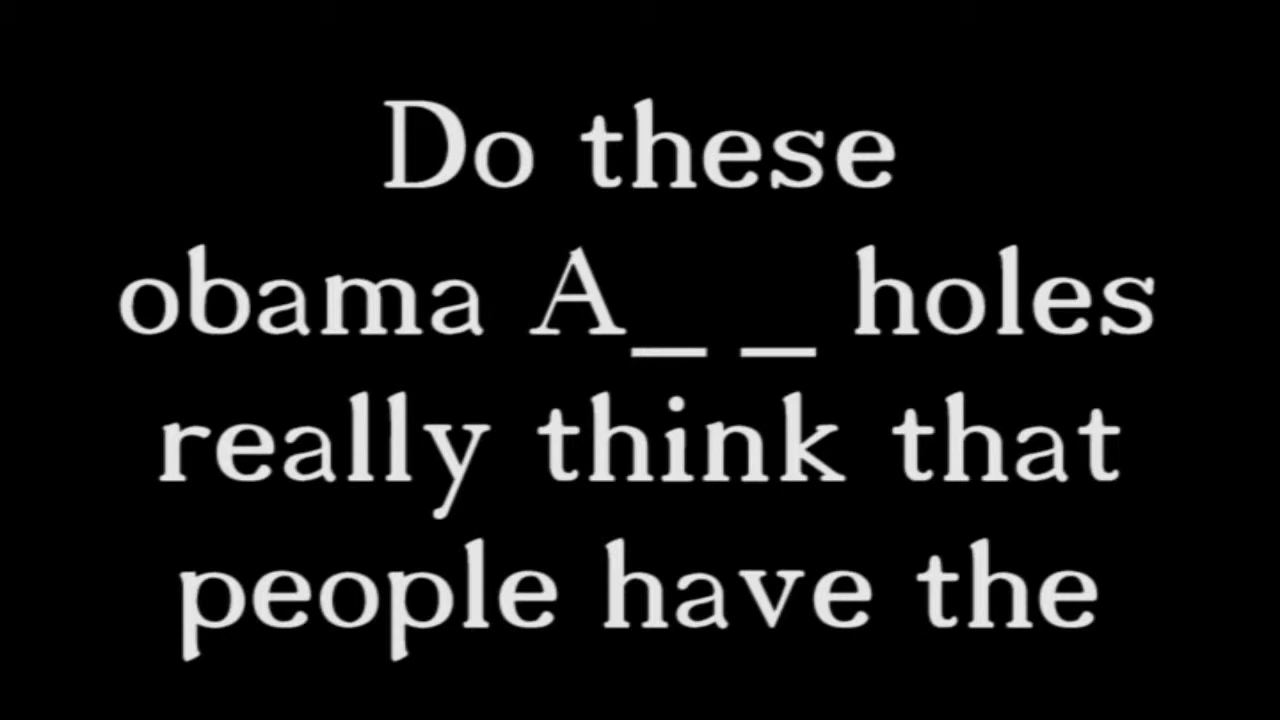 Do these
obama A_ _ holes
really think that
people have the